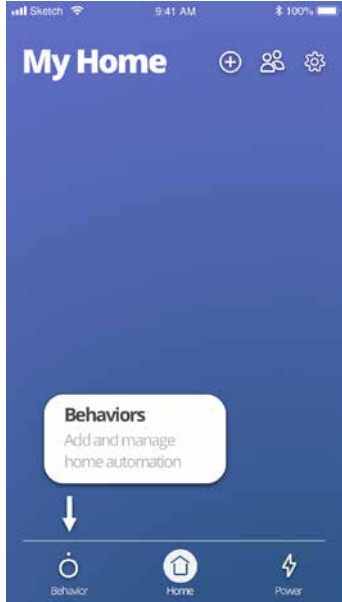 Sketch 9:41 AM 100%
My Home
Behaviors
Add and manage
home automation
Behavior Home Power